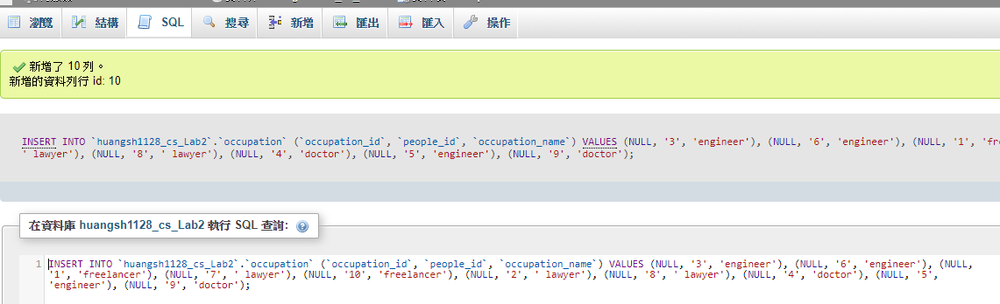 瀏覽 結構 SQL 搜尋 新增 匯出 匯入 操作
新增了 10 列。
新增的資料列行 id: 10
INSERT INTO `huangsh1128_cs_Lab2`.`occupation` (`occupation_id`, `people_id`, `occupation_name`) VALUES (NULL, '3', 'engineer'), (NULL, '6', 'engineer'), (NULL, '1', 'fre
' lawyer'), (NULL, '8', ' lawyer'), (NULL, '4', 'doctor'), (NULL, '5', 'engineer'), (NULL, '9', 'doctor');
在資料庫 huangsh1128_cs_Lab2 執行 SQL 查詢:
1 INSERT INTO `huangsh1128_cs_Lab2`.`occupation` (`occupation_id`, `people_id`, `occupation_name`) VALUES (NULL, '3', 'engineer'), (NULL, '6', 'engineer'), (NULL,
'1', 'freelancer'), (NULL, '7', ' lawyer'), (NULL, '10', 'freelancer'), (NULL, '2', ' lawyer'), (NULL, '8', ' lawyer'), (NULL, '4', 'doctor'), (NULL, '5',
'engineer'), (NULL, '9', 'doctor');